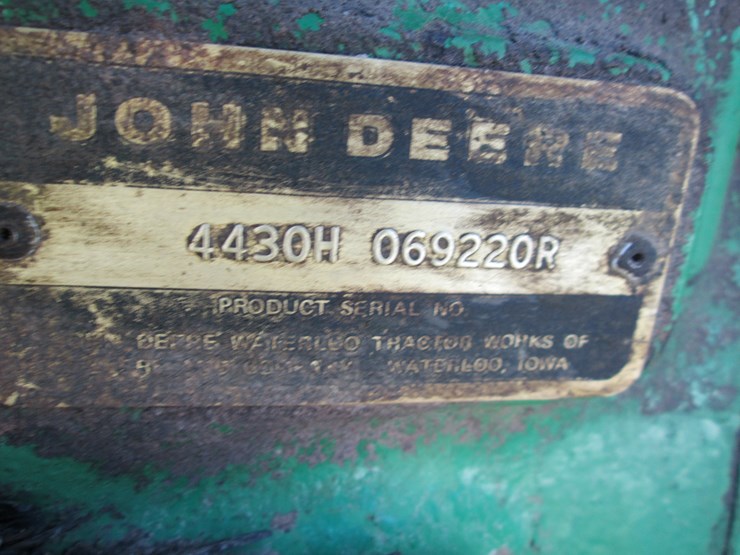 JOHN DEERE
4430H 069220R
PRODUCT SERIAL NO.
DEERE WATERLOO TRACTOR WORKS OF
WATERLOO, IOWA